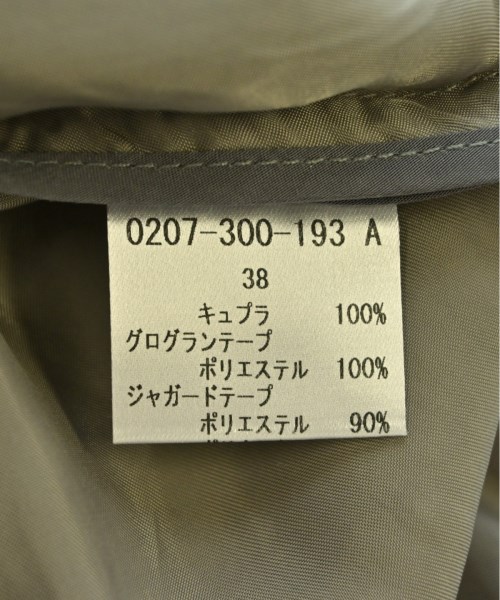 0207-300-193 A
38
キュプラ 100%
グログランテープ
ポリエステル 100%
ジャガードテープ
ポリエステル 90%